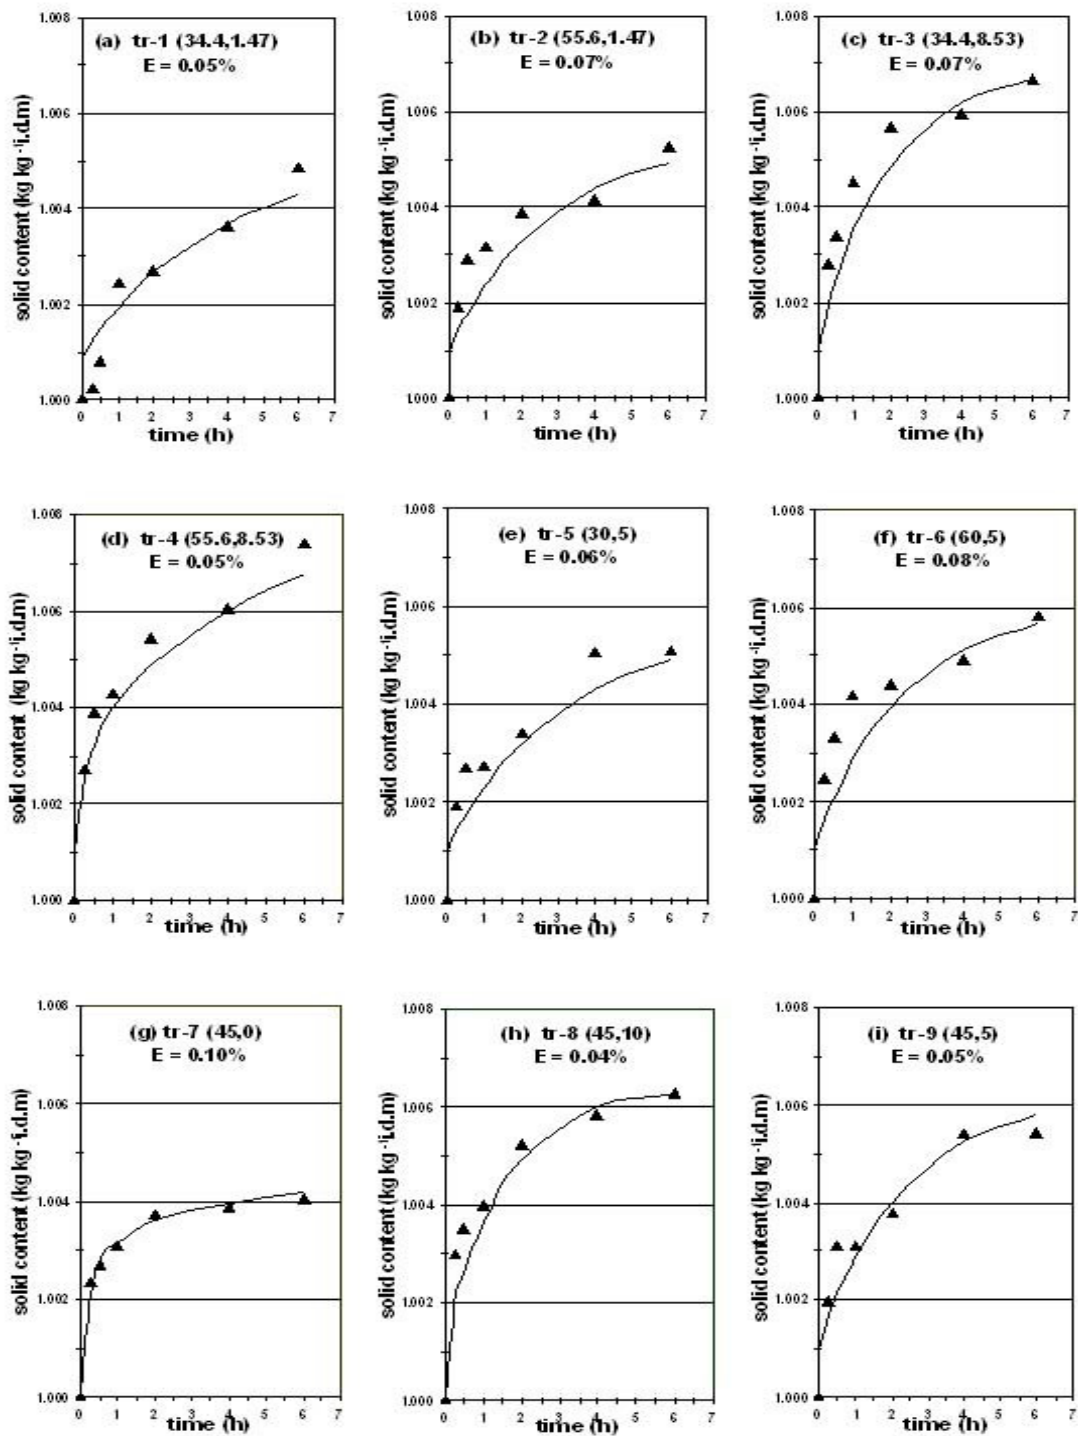 (a) tr-1 (34.4,1.47)
E = 0.05%
solid content (kg kg⁻¹i.d.m)
1.008
1.006
1.004
1.002
1.000
0 1 2 3 4 5 6 7
time (h)
(b) tr-2 (55.6,1.47)
E = 0.07%
solid content (kg kg⁻¹i.d.m)
1.008
1.006
1.004
1.002
1.000
0 1 2 3 4 5 6 7
time (h)
(c) tr-3 (34.4,8.53)
E = 0.07%
solid content (kg kg⁻¹i.d.m)
1.008
1.006
1.004
1.002
1.000
0 1 2 3 4 5 6 7
time (h)
(d) tr-4 (55.6,8.53)
E = 0.05%
solid content (kg kg⁻¹i.d.m)
1.008
1.006
1.004
1.002
1.000
0 1 2 3 4 5 6 7
time (h)
(e) tr-5 (30,5)
E = 0.06%
solid content (kg kg⁻¹i.d.m)
1.008
1.006
1.004
1.002
1.000
0 1 2 3 4 5 6 7
time (h)
(f) tr-6 (60,5)
E = 0.08%
solid content (kg kg⁻¹i.d.m)
1.008
1.006
1.004
1.002
1.000
0 1 2 3 4 5 6 7
time (h)
(g) tr-7 (45,0)
E = 0.10%
solid content (kg kg⁻¹i.d.m)
1.008
1.006
1.004
1.002
1.000
0 1 2 3 4 5 6 7
time (h)
(h) tr-8 (45,10)
E = 0.04%
solid content (kg kg⁻¹i.d.m)
1.008
1.006
1.004
1.002
1.000
0 1 2 3 4 5 6 7
time (h)
(i) tr-9 (45,5)
E = 0.05%
solid content (kg kg⁻¹i.d.m)
1.008
1.006
1.004
1.002
1.000
0 1 2 3 4 5 6 7
time (h)